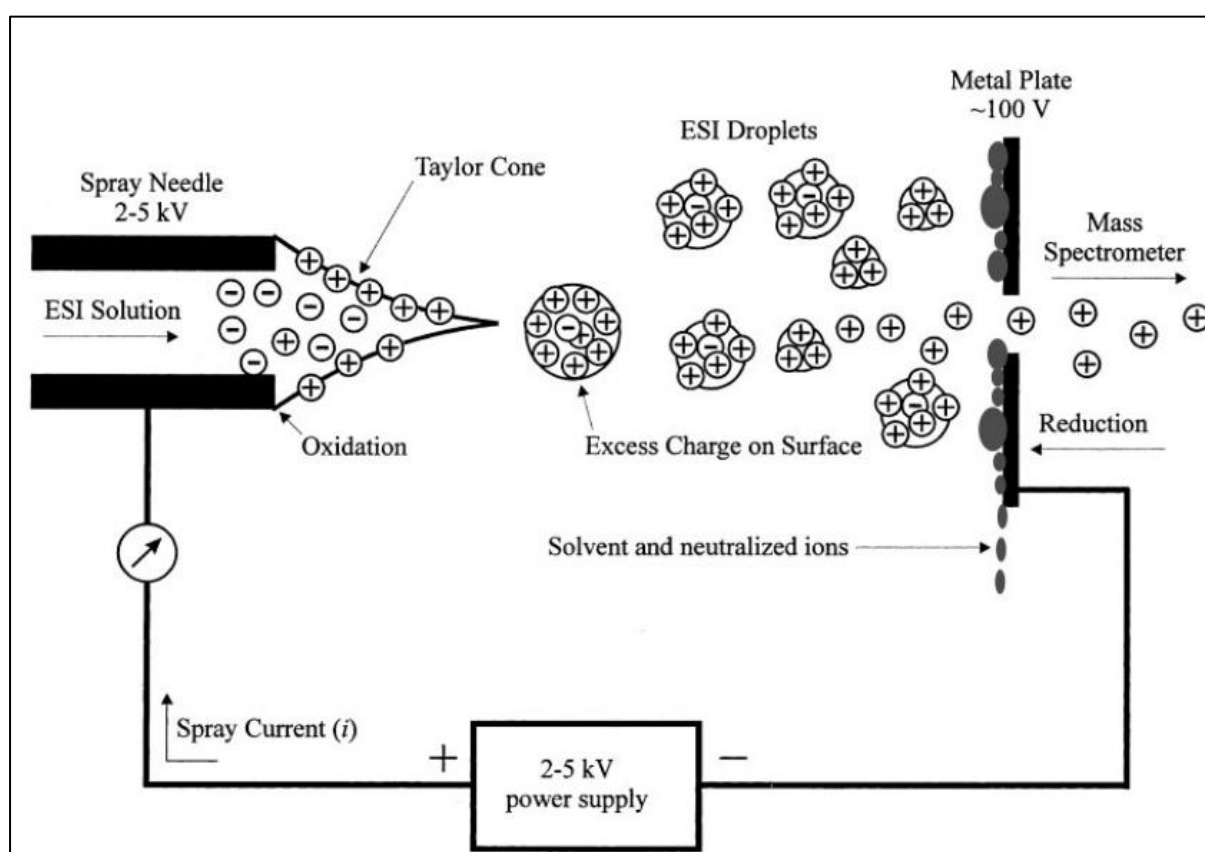 Metal Plate
~100 V
ESI Droplets
Taylor Cone
Spray Needle
2-5 kV
Mass
Spectrometer
ESI Solution
Oxidation
Excess Charge on Surface
Reduction
Solvent and neutralized ions
Spray Current (i)
+
−
2-5 kV
power supply